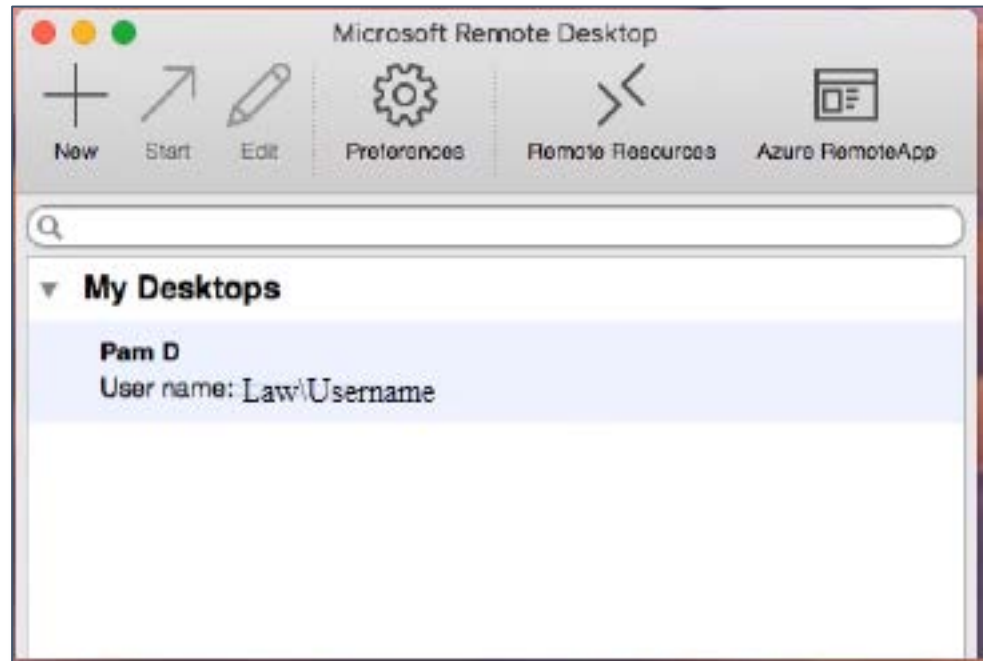 Microsoft Remote Desktop
New Start Edit Preferences Remote Resources Azure RemoteApp
My Desktops
Pam D
User name: Law\Username